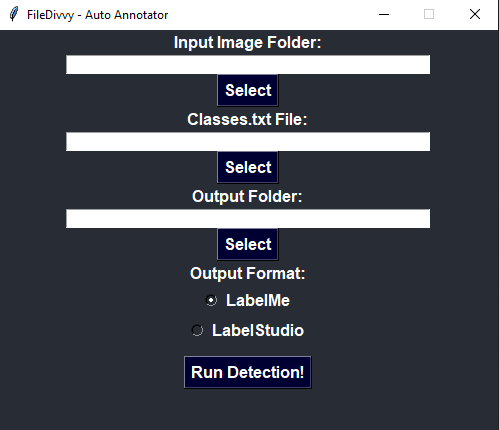 FileDivvy - Auto Annotator
Input Image Folder:
Select
Classes.txt File:
Select
Output Folder:
Select
Output Format:
LabelMe
LabelStudio
Run Detection!